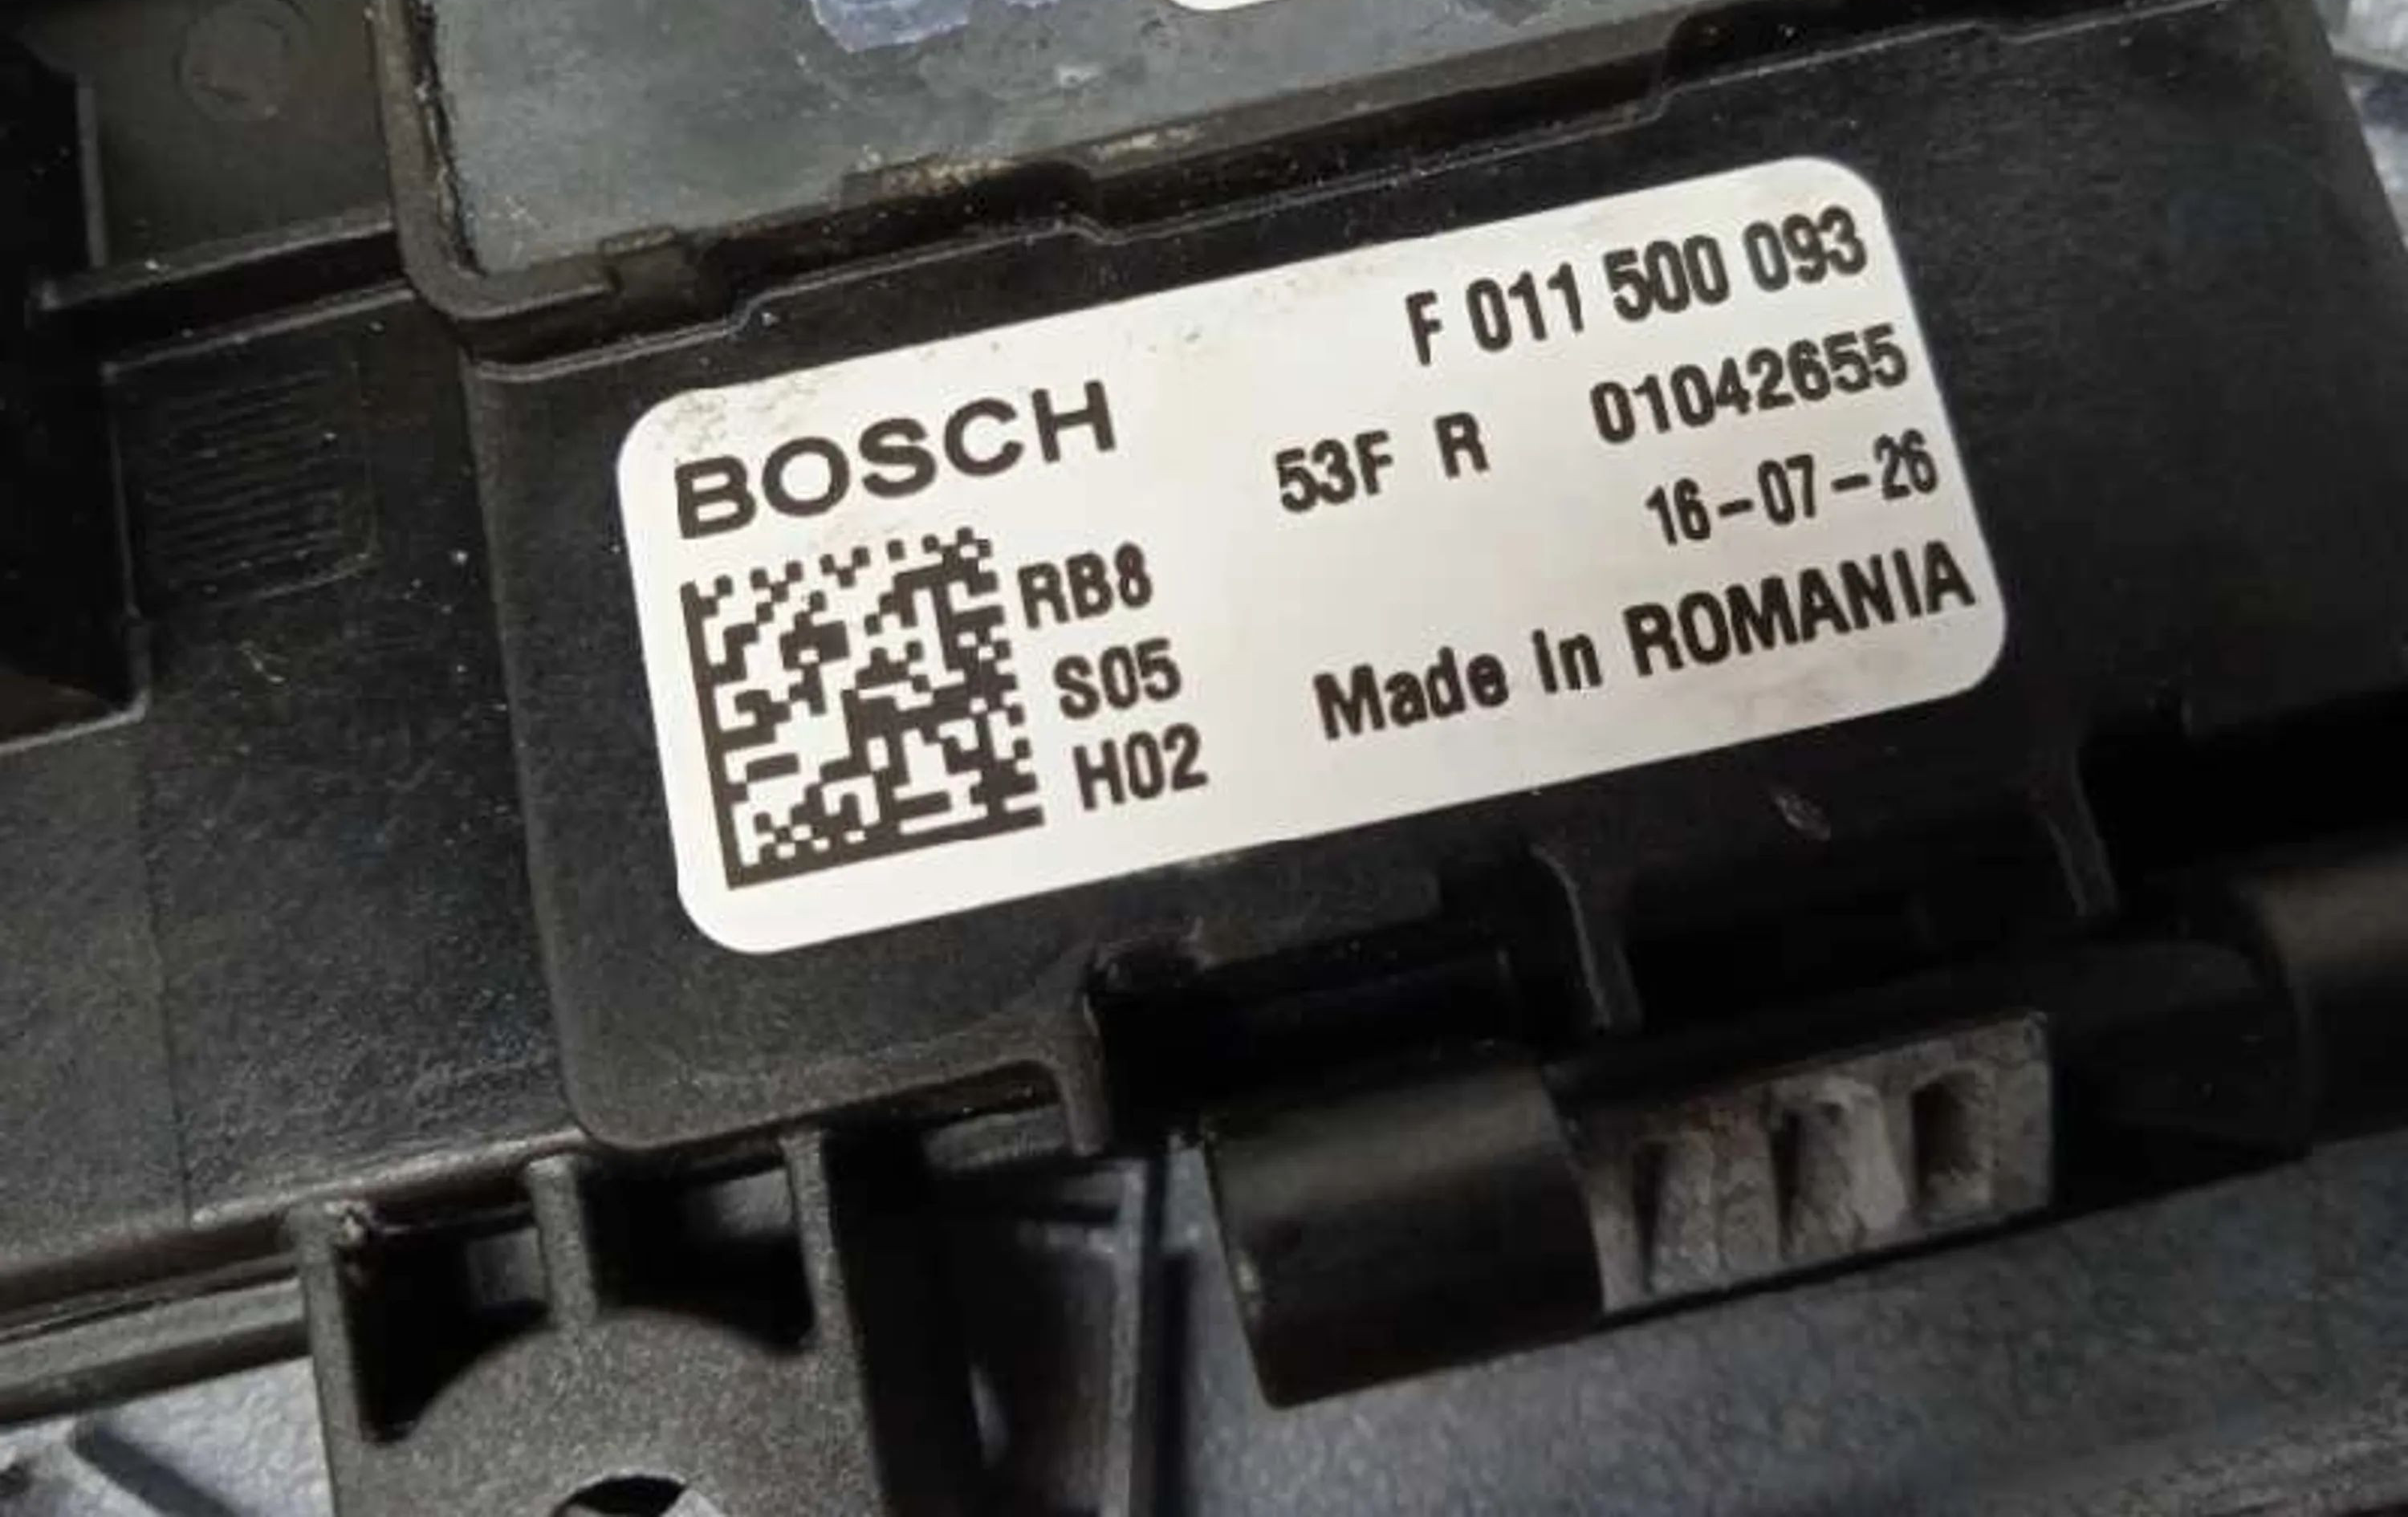 F 011 500 093
BOSCH 53F R 01042655
16-07-26
RB8
S05 Made in ROMANIA
H02